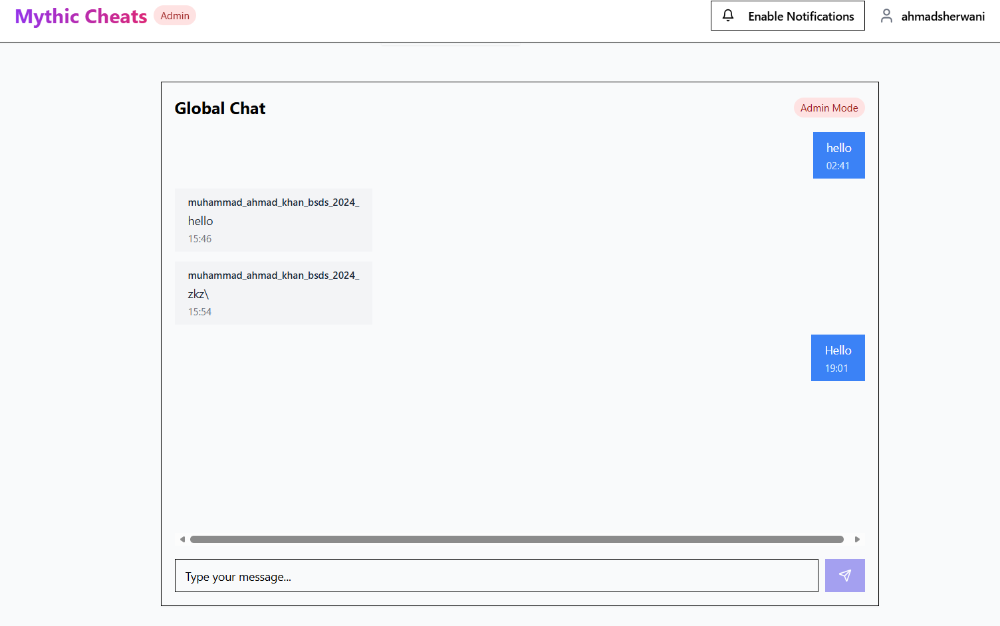 Mythic Cheats Admin Enable Notifications ahmadsherwani
Global Chat Admin Mode
hello
02:41
muhammad_ahmad_khan_bsds_2024_
hello
15:46
muhammad_ahmad_khan_bsds_2024_
zkz\
15:54
Hello
19:01
Type your message...